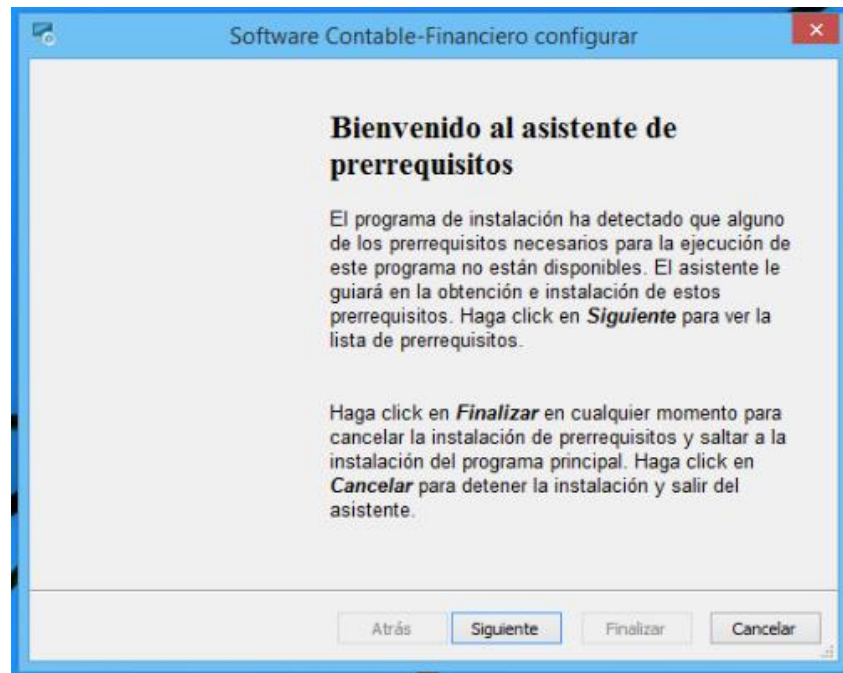 Software Contable-Financiero configurar
Bienvenido al asistente de
prerrequisitos
El programa de instalación ha detectado que alguno
de los prerrequisitos necesarios para la ejecución de
este programa no están disponibles. El asistente le
guiará en la obtención e instalación de estos
prerrequisitos. Haga click en Siguiente para ver la
lista de prerrequisitos.
Haga click en Finalizar en cualquier momento para
cancelar la instalación de prerrequisitos y saltar a la
instalación del programa principal. Haga click en
Cancelar para detener la instalación y salir del
asistente.
Atrás Siguiente Finalizar Cancelar